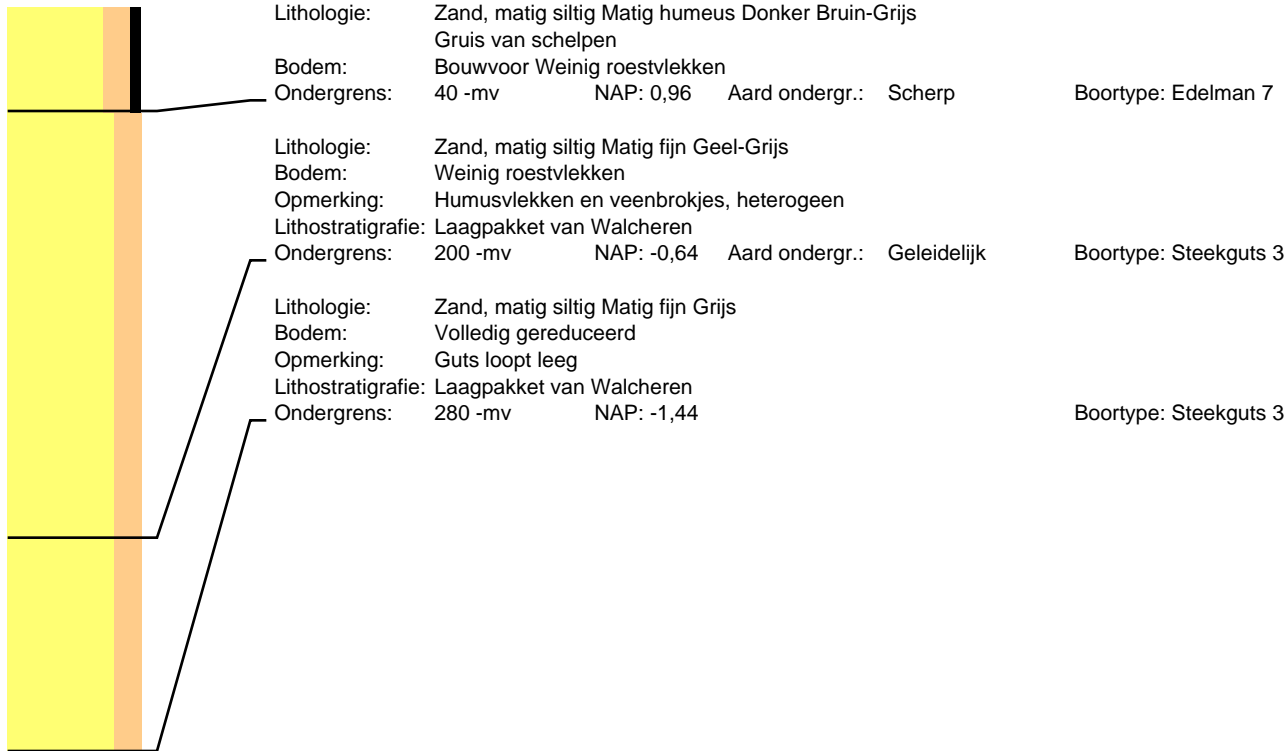 Lithologie: Zand, matig siltig Matig humeus Donker Bruin-Grijs
Gruis van schelpen
Bodem: Bouwvoor Weinig roestvlekken
Ondergrens: 40 -mv NAP: 0,96 Aard ondergr.: Scherp Boortype: Edelman 7
Lithologie: Zand, matig siltig Matig fijn Geel-Grijs
Bodem: Weinig roestvlekken
Opmerking: Humusvlekken en veenbrokjes, heterogeen
Lithostratigrafie: Laagpakket van Walcheren
Ondergrens: 200 -mv NAP: -0,64 Aard ondergr.: Geleidelijk Boortype: Steekguts 3
Lithologie: Zand, matig siltig Matig fijn Grijs
Bodem: Volledig gereduceerd
Opmerking: Guts loopt leeg
Lithostratigrafie: Laagpakket van Walcheren
Ondergrens: 280 -mv NAP: -1,44 Boortype: Steekguts 3